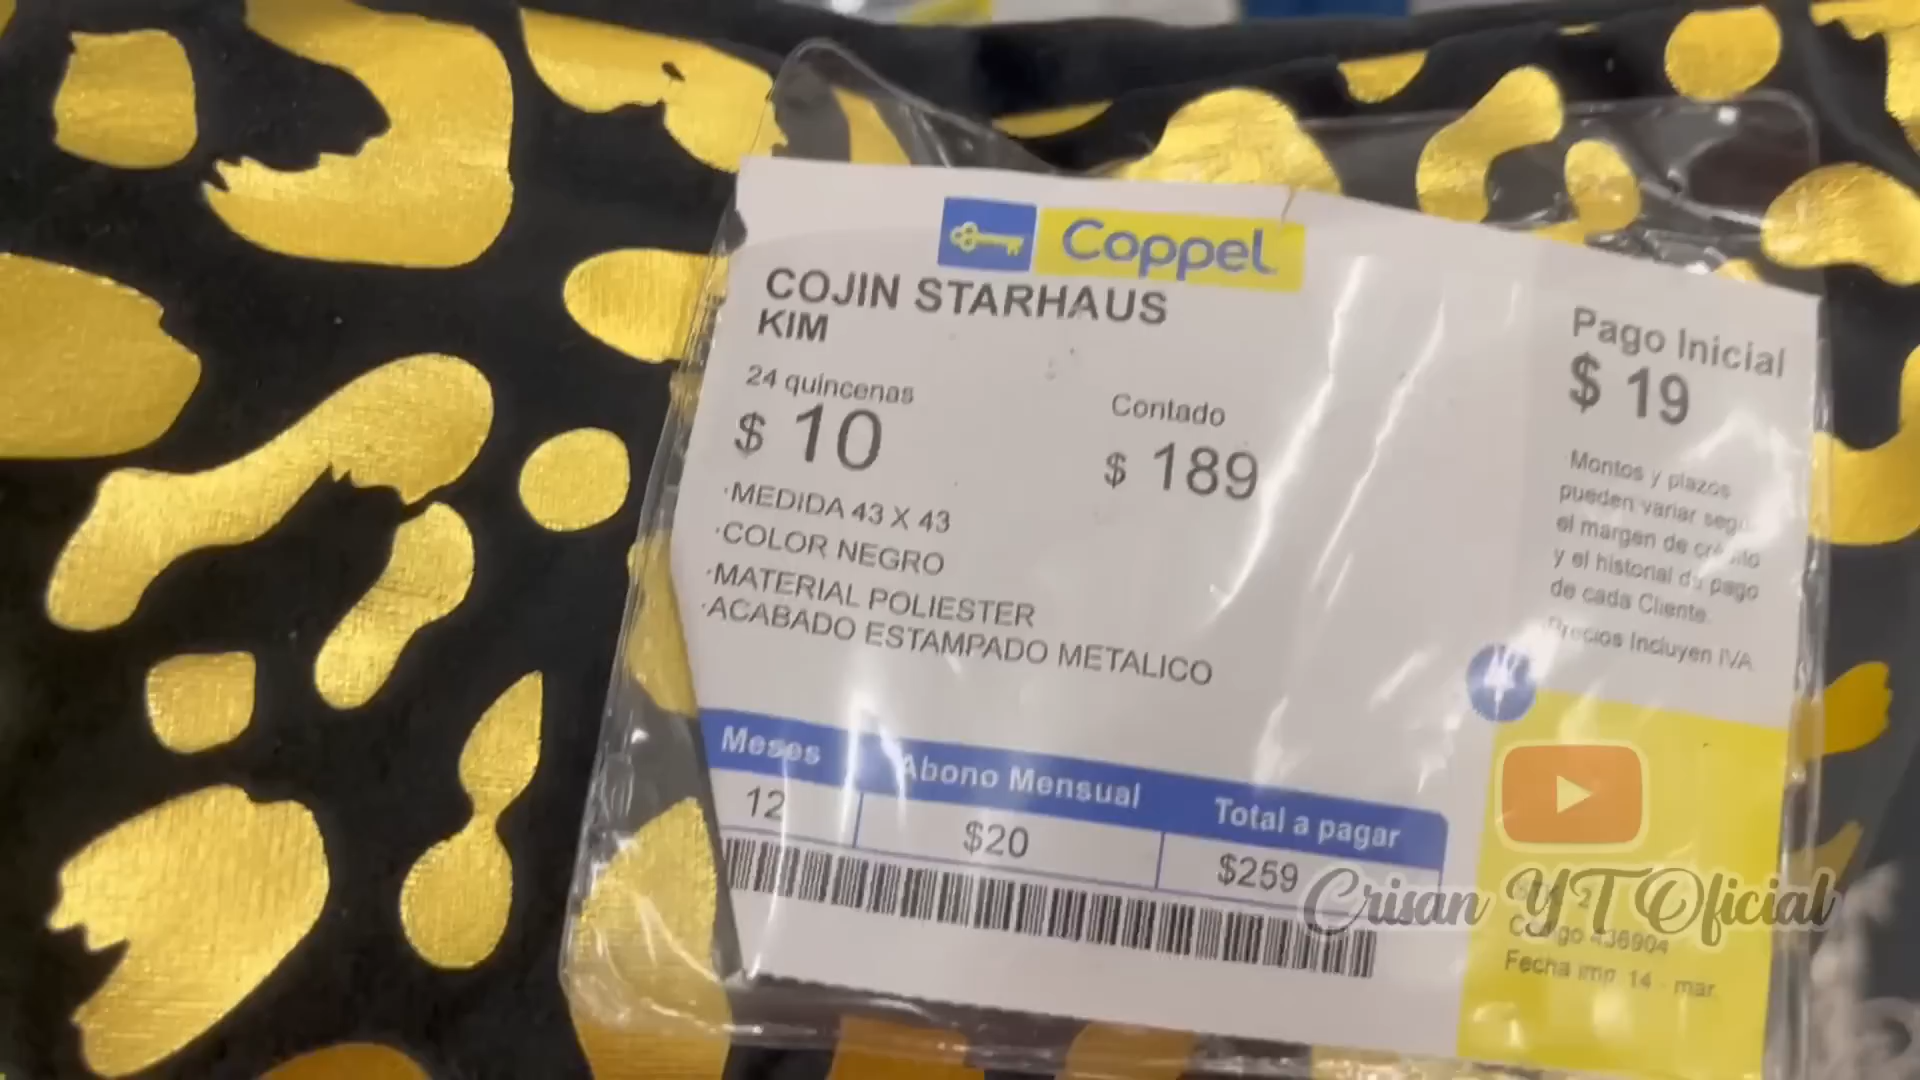 Coppel
COJIN STARHAUS
KIM
24 quincenas
$ 10
Contado
$ 189
·MEDIDA 43 X 43
·COLOR NEGRO
·MATERIAL POLIESTER
·ACABADO ESTAMPADO METALICO
Pago Inicial
$ 19
Montos y plazos
pueden variar
el margen de
y el historial de pago
de cada Cliente.
Precios Incluyen IVA
Meses
Abono Mensual
Total a pagar
12
$20
$259
Crisan YT Oficial
Código 436904
Fecha imp 14 - mar